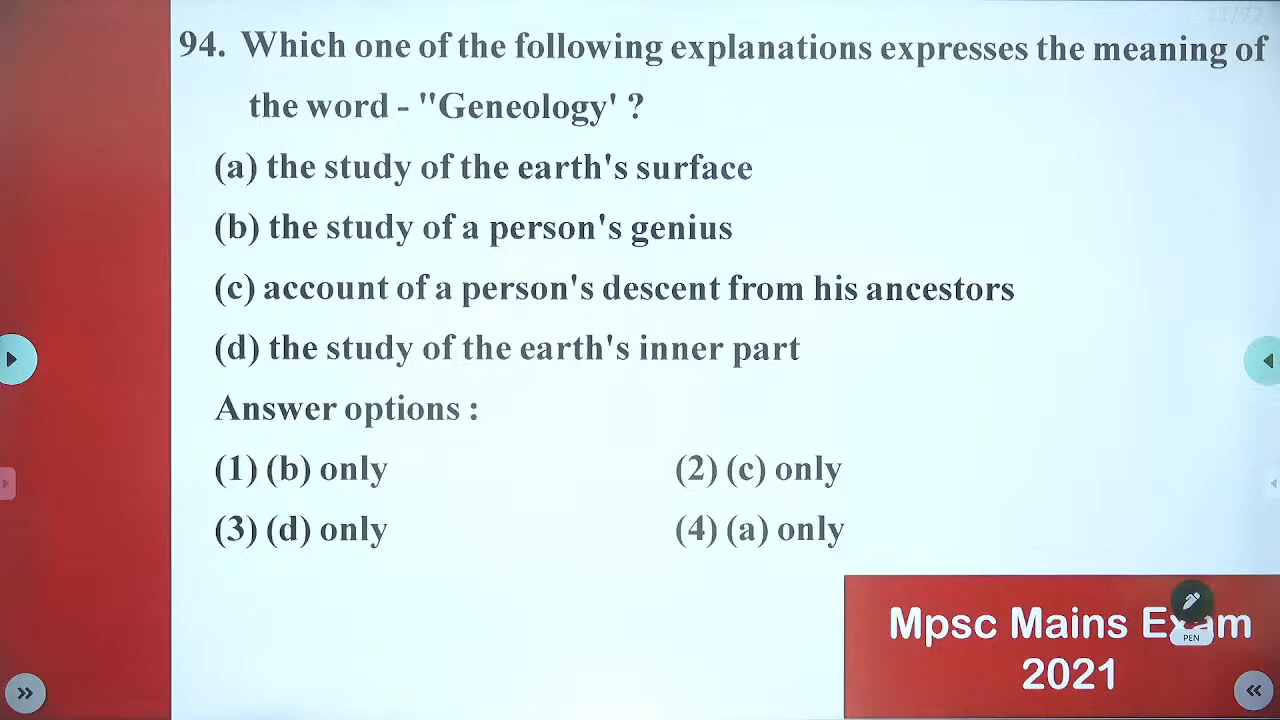 94. Which one of the following explanations expresses the meaning of
the word - "Geneology' ?
(a) the study of the earth's surface
(b) the study of a person's genius
(c) account of a person's descent from his ancestors
(d) the study of the earth's inner part
Answer options :
(1) (b) only (2) (c) only
(3) (d) only (4) (a) only
Mpsc Mains Exam
2021
PEN